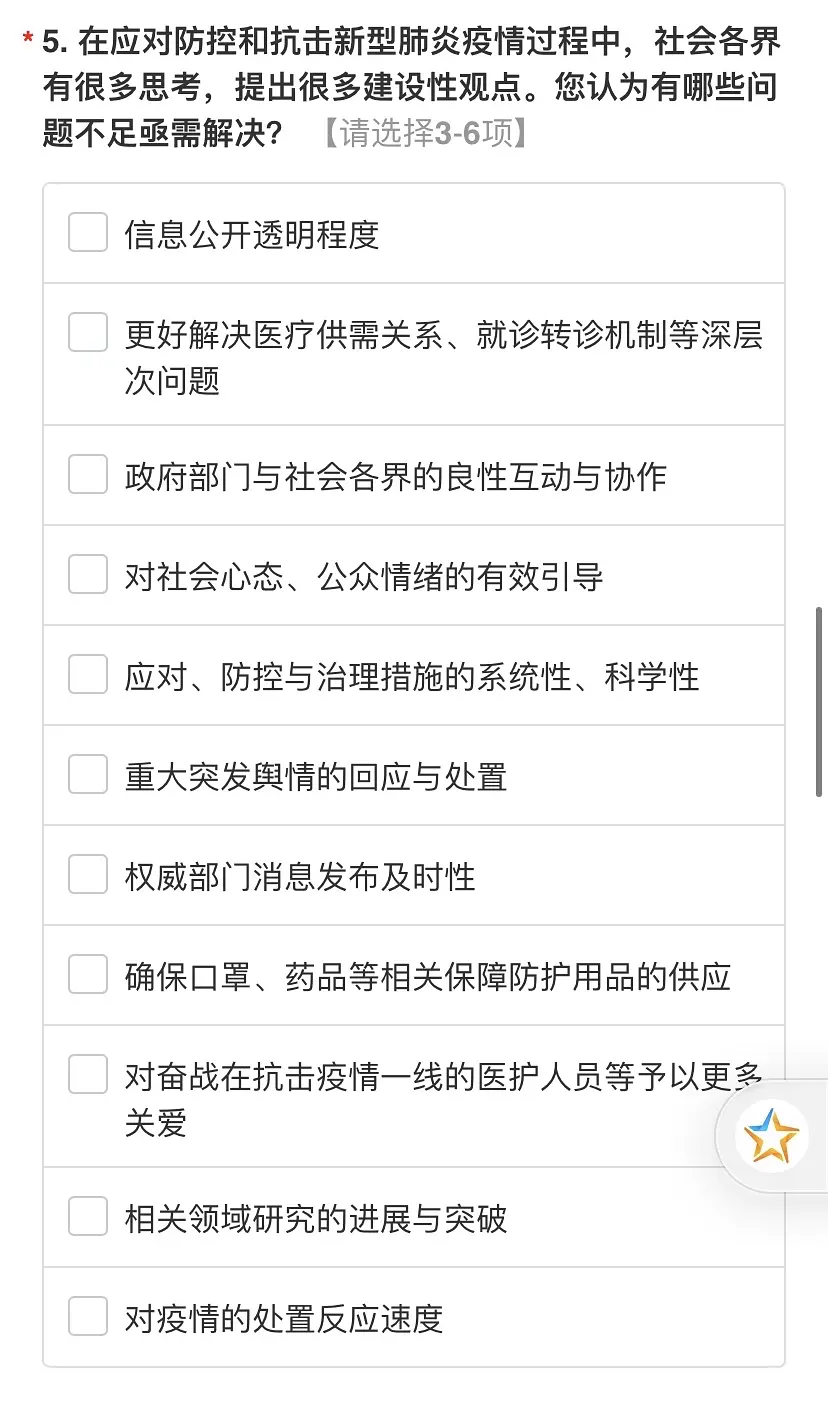 * 5. 在应对防控和抗击新型肺炎疫情过程中，社会各界
有很多思考，提出很多建设性观点。您认为有哪些问
题不足亟需解决? 【请选择3-6项】
信息公开透明程度
更好解决医疗供需关系、就诊转诊机制等深层
次问题
政府部门与社会各界的良性互动与协作
对社会心态、公众情绪的有效引导
应对、防控与治理措施的系统性、科学性
重大突发舆情的回应与处置
权威部门消息发布及时性
确保口罩、药品等相关保障防护用品的供应
对奋战在抗击疫情一线的医护人员等予以更多
关爱
相关领域研究的进展与突破
对疫情的处置反应速度